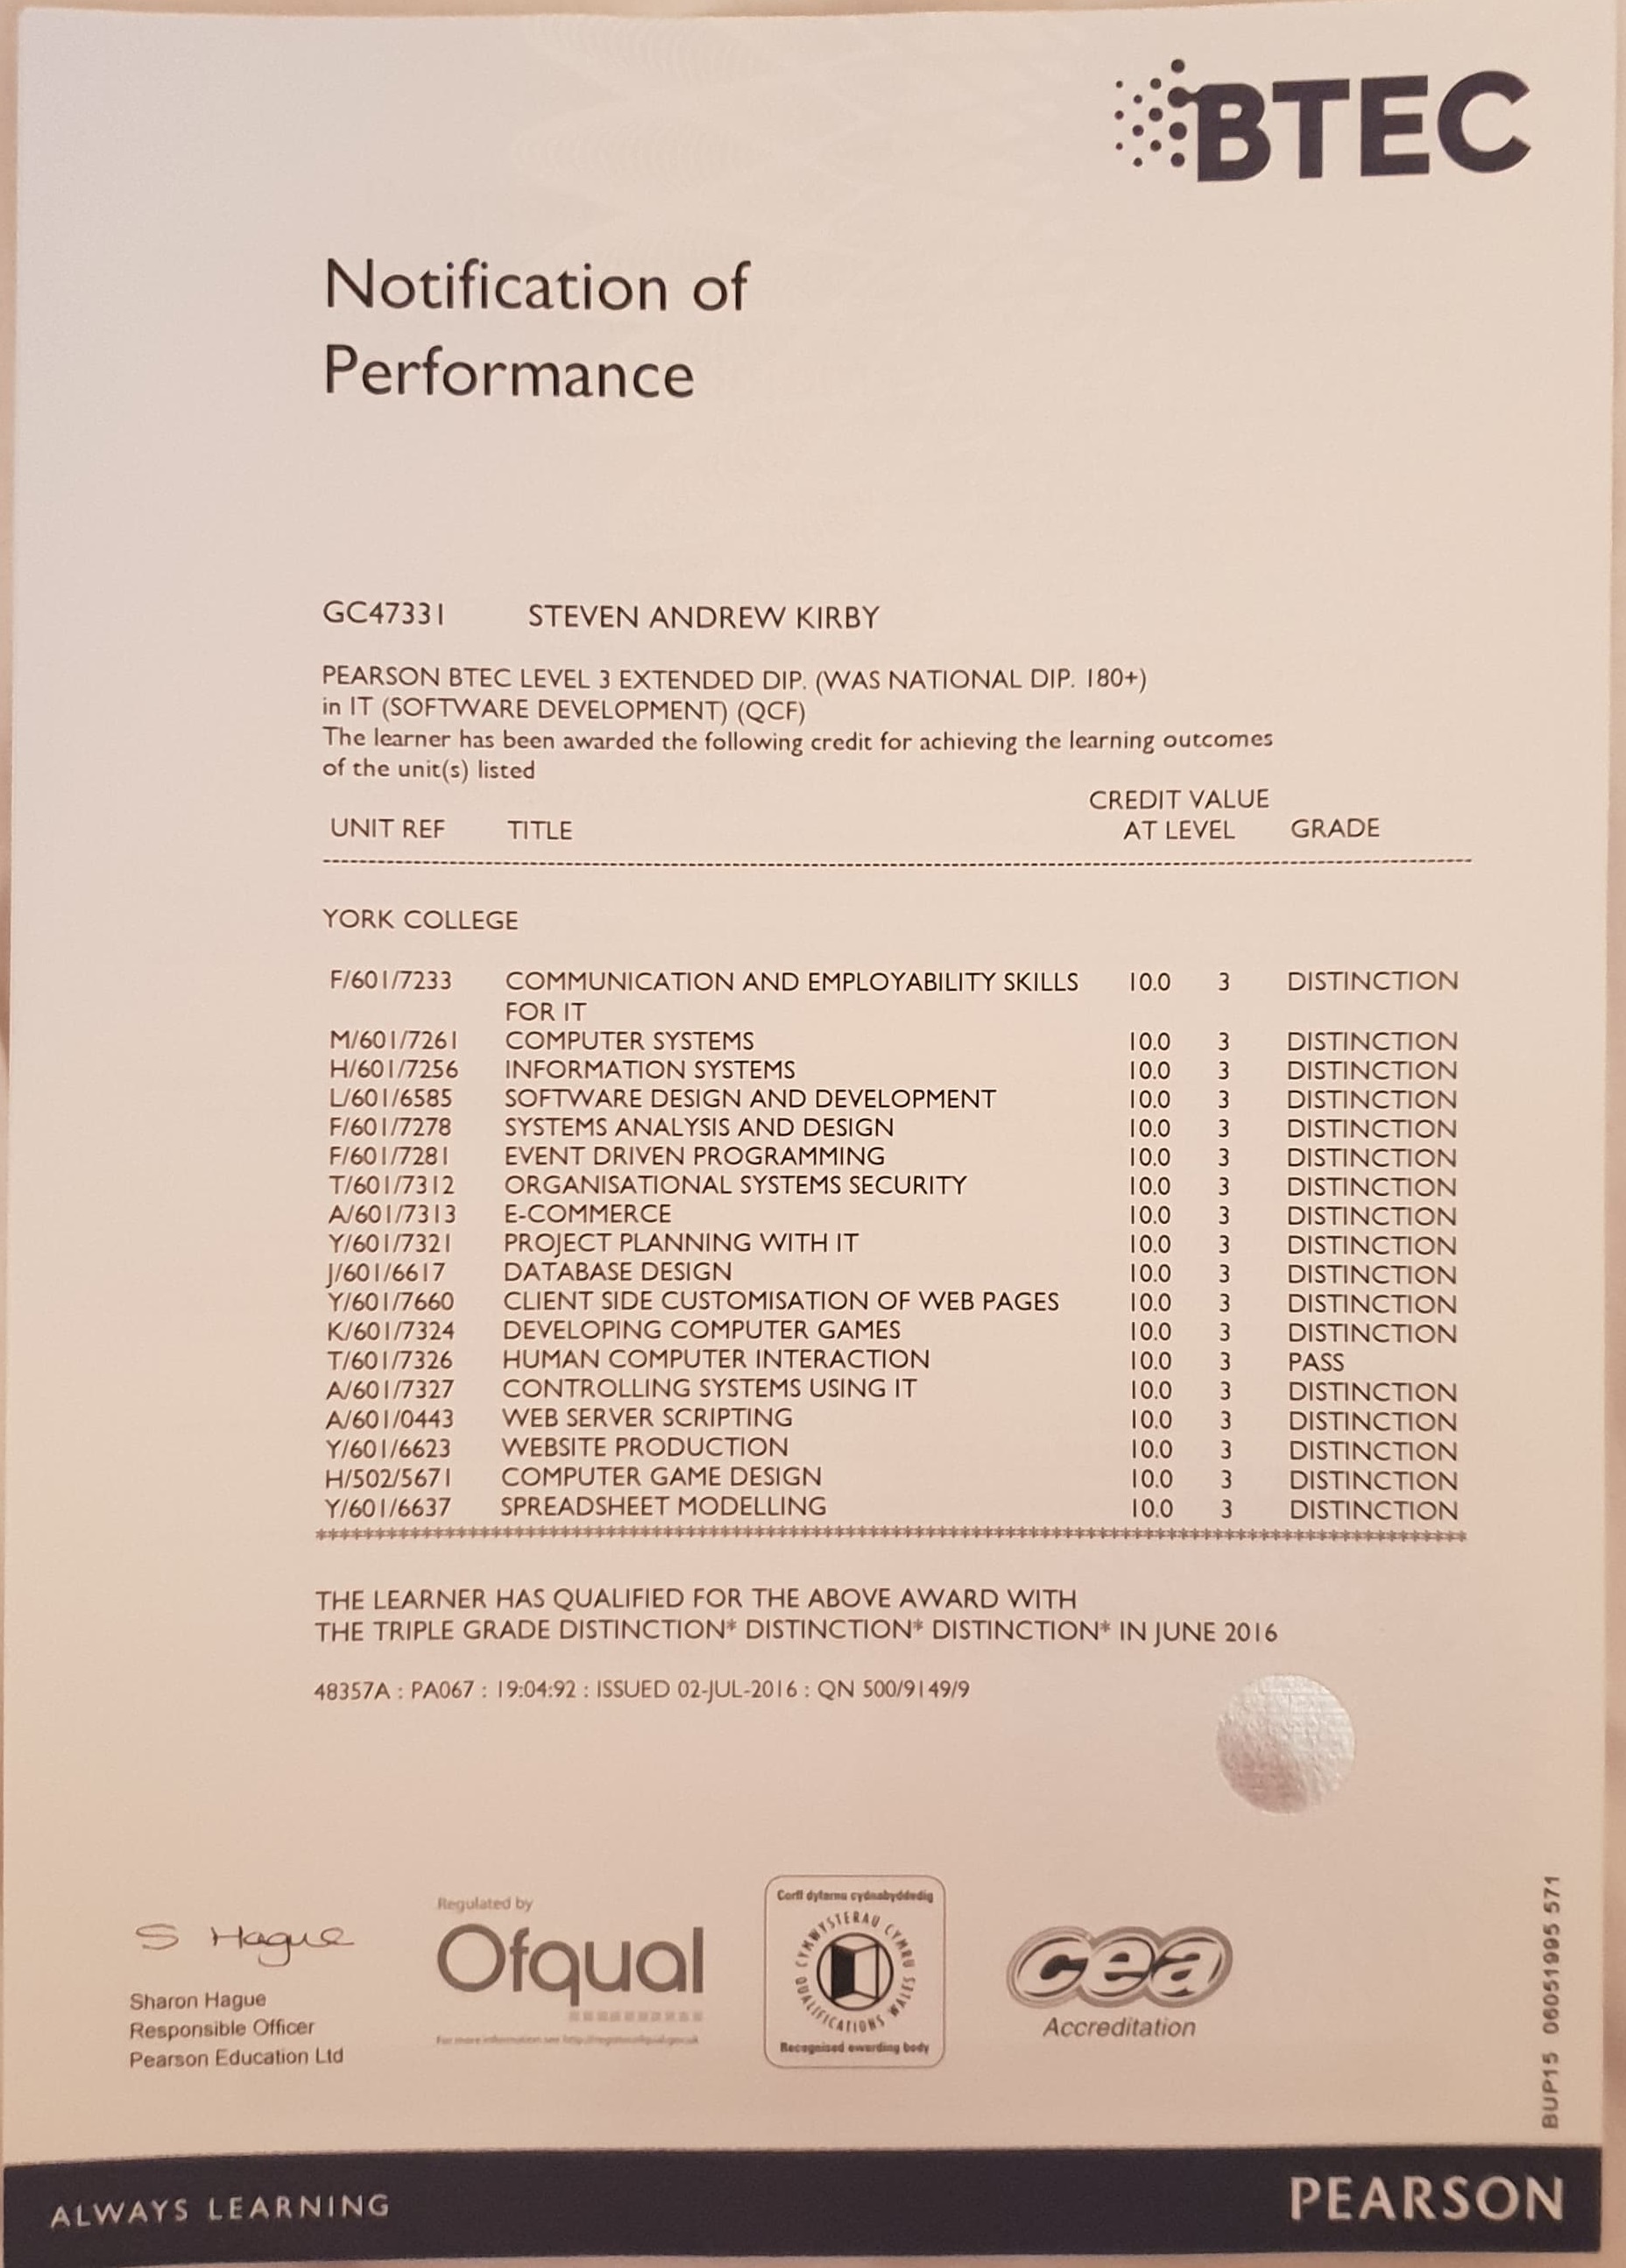 BTEC
Notification of
Performance
GC47331 STEVEN ANDREW KIRBY
PEARSON BTEC LEVEL 3 EXTENDED DIP. (WAS NATIONAL DIP. 180+)
in IT (SOFTWARE DEVELOPMENT) (QCF)
The learner has been awarded the following credit for achieving the learning outcomes
of the unit(s) listed
CREDIT VALUE
UNIT REF TITLE AT LEVEL GRADE
YORK COLLEGE
F/601/7233 COMMUNICATION AND EMPLOYABILITY SKILLS 10.0 3 DISTINCTION
FOR IT
M/601/7261 COMPUTER SYSTEMS 10.0 3 DISTINCTION
H/601/7256 INFORMATION SYSTEMS 10.0 3 DISTINCTION
L/601/6585 SOFTWARE DESIGN AND DEVELOPMENT 10.0 3 DISTINCTION
F/601/7278 SYSTEMS ANALYSIS AND DESIGN 10.0 3 DISTINCTION
F/601/7281 EVENT DRIVEN PROGRAMMING 10.0 3 DISTINCTION
T/601/7312 ORGANISATIONAL SYSTEMS SECURITY 10.0 3 DISTINCTION
A/601/7313 E-COMMERCE 10.0 3 DISTINCTION
Y/601/7321 PROJECT PLANNING WITH IT 10.0 3 DISTINCTION
J/601/6617 DATABASE DESIGN 10.0 3 DISTINCTION
Y/601/7660 CLIENT SIDE CUSTOMISATION OF WEB PAGES 10.0 3 DISTINCTION
K/601/7324 DEVELOPING COMPUTER GAMES 10.0 3 DISTINCTION
T/601/7326 HUMAN COMPUTER INTERACTION 10.0 3 PASS
A/601/7327 CONTROLLING SYSTEMS USING IT 10.0 3 DISTINCTION
A/601/0443 WEB SERVER SCRIPTING 10.0 3 DISTINCTION
Y/601/6623 WEBSITE PRODUCTION 10.0 3 DISTINCTION
H/502/5671 COMPUTER GAME DESIGN 10.0 3 DISTINCTION
Y/601/6637 SPREADSHEET MODELLING 10.0 3 DISTINCTION
THE LEARNER HAS QUALIFIED FOR THE ABOVE AWARD WITH
THE TRIPLE GRADE DISTINCTION* DISTINCTION* DISTINCTION* IN JUNE 2016
48357A : PA067 : 19:04:92 : ISSUED 02-JUL-2016 : QN 500/9149/9
S Hague
Sharon Hague
Responsible Officer
Pearson Education Ltd
Regulated by
Ofqual
For more information see
Corff dyfarnu cydnabyddedig
CYMWYSTERAU CYMRU
QUALIFICATIONS WALES
Recognised awarding body
cea
Accreditation
BUP15 06051995 571
ALWAYS LEARNING
PEARSON